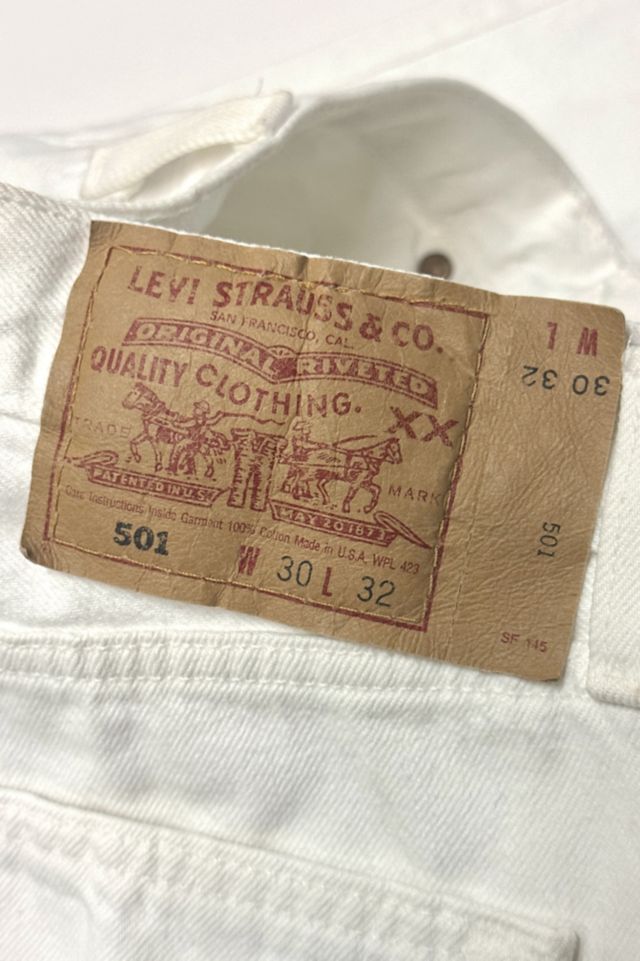 LEVI STRAUSS & CO.
SAN FRANCISCO, CAL.
ORIGINAL RIVETED
QUALITY CLOTHING.
XX
TRADE MARK
PATENTED IN U.S.
MAY 20 1873
Care Instructions Inside Garment 100% Cotton Made in U.S.A. WPL 423
501 W 30 L 32
W L
30 32
501
SF 145